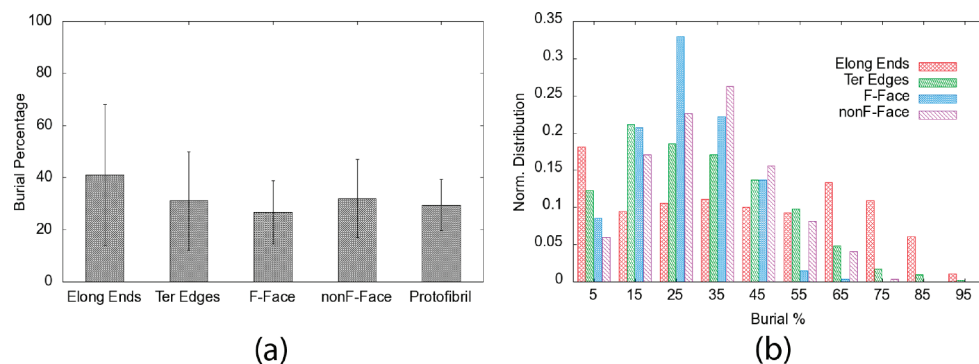 100
80
60
40
20
0
Burial Percentage
Elong Ends Ter Edges F-Face nonF-Face Protofibril
(a)
0.35
0.3
0.25
0.2
0.15
0.1
0.05
0
Norm. Distribution
Elong Ends
Ter Edges
F-Face
nonF-Face
5 15 25 35 45 55 65 75 85 95
Burial %
(b)